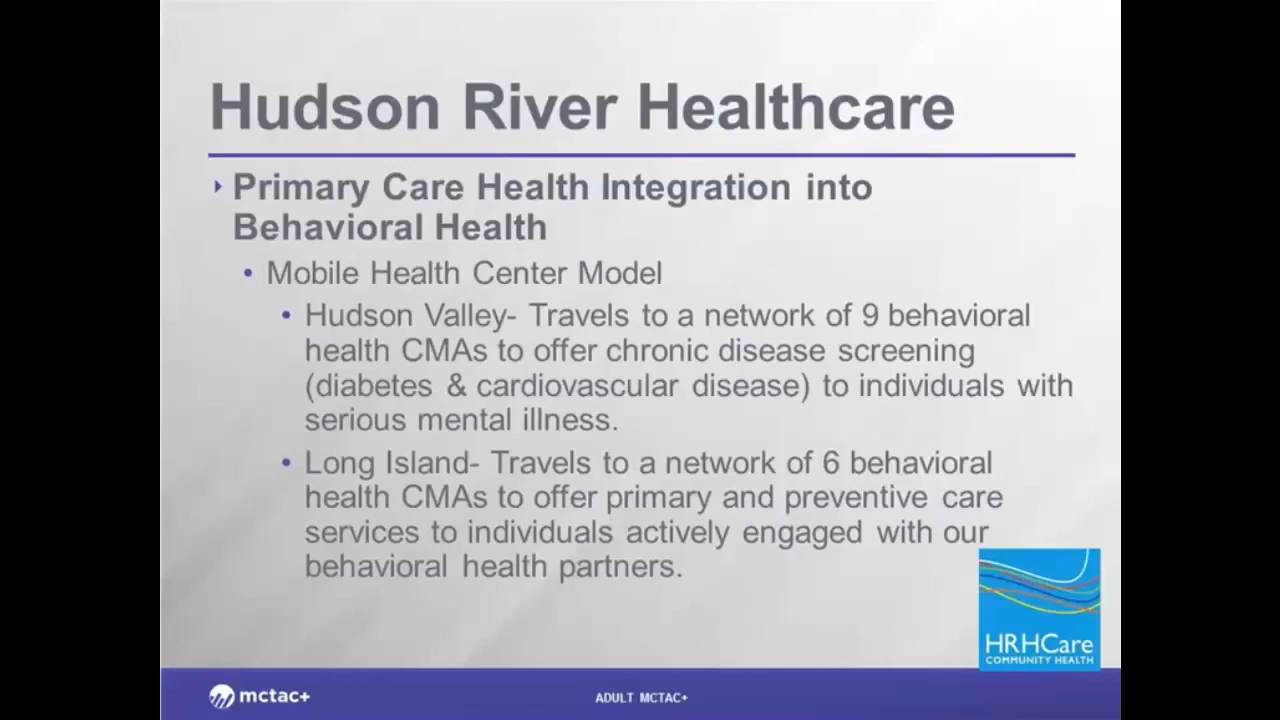 Hudson River Healthcare
Primary Care Health Integration into
Behavioral Health
• Mobile Health Center Model
• Hudson Valley- Travels to a network of 9 behavioral
health CMAs to offer chronic disease screening
(diabetes & cardiovascular disease) to individuals with
serious mental illness.
• Long Island- Travels to a network of 6 behavioral
health CMAs to offer primary and preventive care
services to individuals actively engaged with our
behavioral health partners.
HRHCare
COMMUNITY HEALTH
mctac+
ADULT MCTAC+